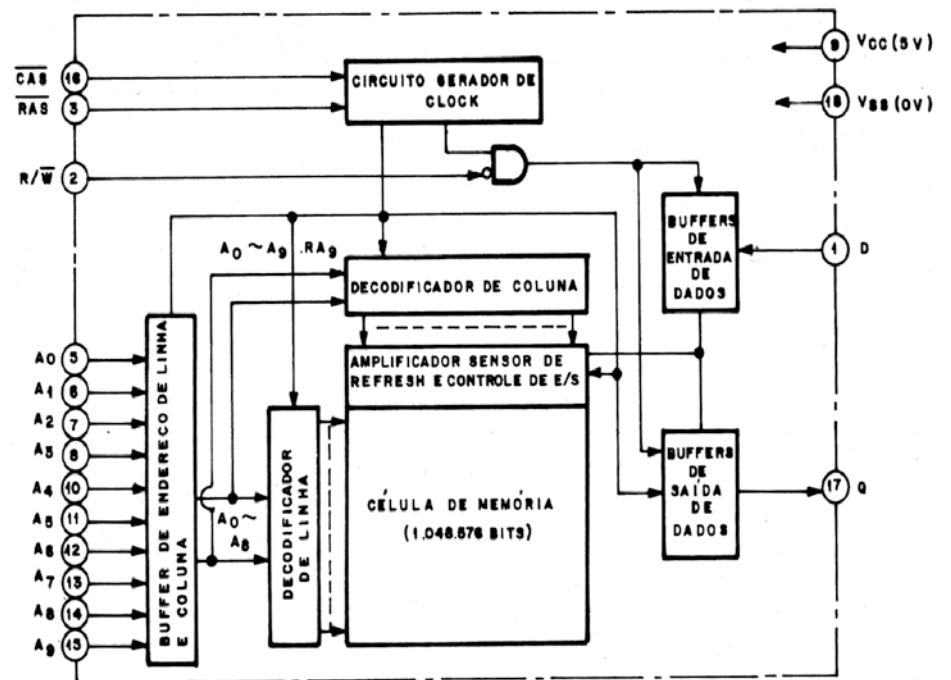 CAS 16
RAS 3
R/W 2
CIRCUITO GERADOR DE
CLOCK
9 VCC (5V)
18 VSS (0V)
BUFFERS
DE
ENTRADA
DE
DADOS
1 D
A0 ~ A9 .RA9
DECODIFICADOR DE COLUNA
AMPLIFICADOR SENSOR DE
REFRESH E CONTROLE DE E/S
CÉLULA DE MEMÓRIA
(1.048.576 BITS)
A0 5
A1 6
A2 7
A3 8
A4 10
A5 11
A6 12
A7 13
A8 14
A9 15
BUFFER DE ENDERECO DE LINHA
E COLUNA
A0 ~
A8
DECODIFICADOR
DE LINHA
BUFFERS
DE
SAÍDA
DE
DADOS
17 Q